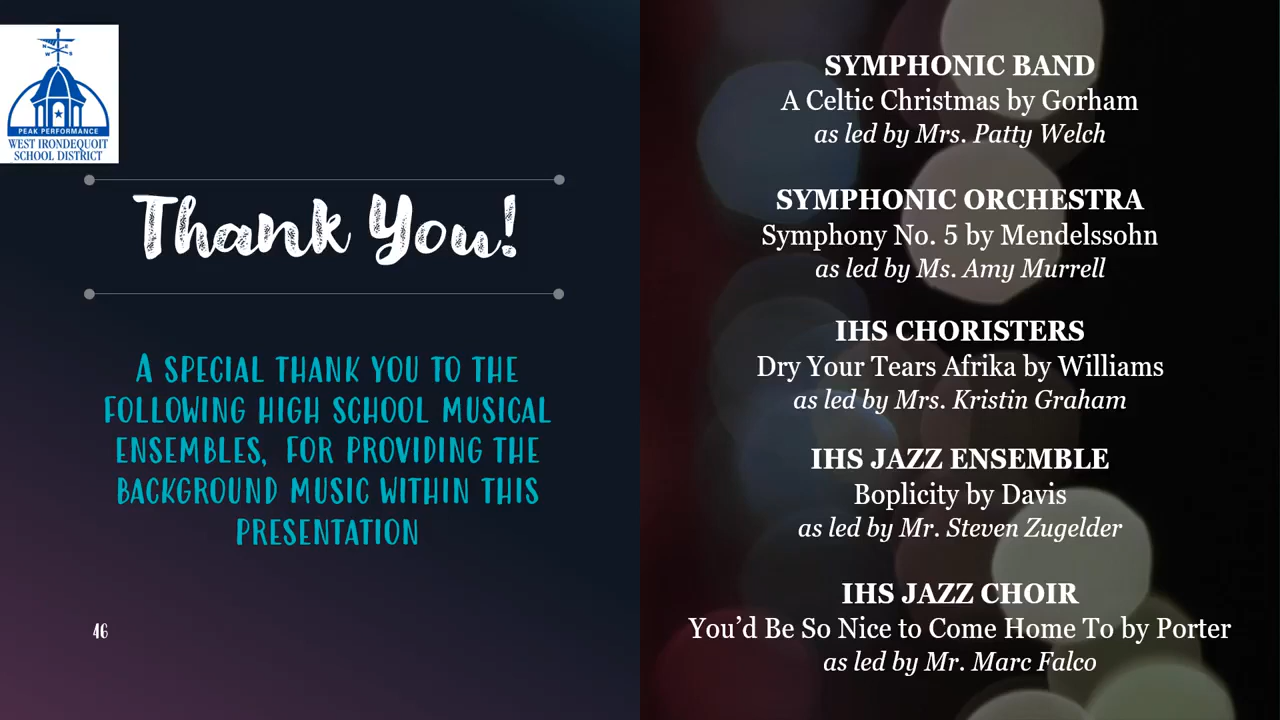 N
W E
S
PEAK PERFORMANCE
WEST IRONDEQUOIT
SCHOOL DISTRICT
Thank You!
A SPECIAL THANK YOU TO THE
FOLLOWING HIGH SCHOOL MUSICAL
ENSEMBLES, FOR PROVIDING THE
BACKGROUND MUSIC WITHIN THIS
PRESENTATION
46
SYMPHONIC BAND
A Celtic Christmas by Gorham
as led by Mrs. Patty Welch
SYMPHONIC ORCHESTRA
Symphony No. 5 by Mendelssohn
as led by Ms. Amy Murrell
IHS CHORISTERS
Dry Your Tears Afrika by Williams
as led by Mrs. Kristin Graham
IHS JAZZ ENSEMBLE
Boplicity by Davis
as led by Mr. Steven Zugelder
IHS JAZZ CHOIR
You’d Be So Nice to Come Home To by Porter
as led by Mr. Marc Falco